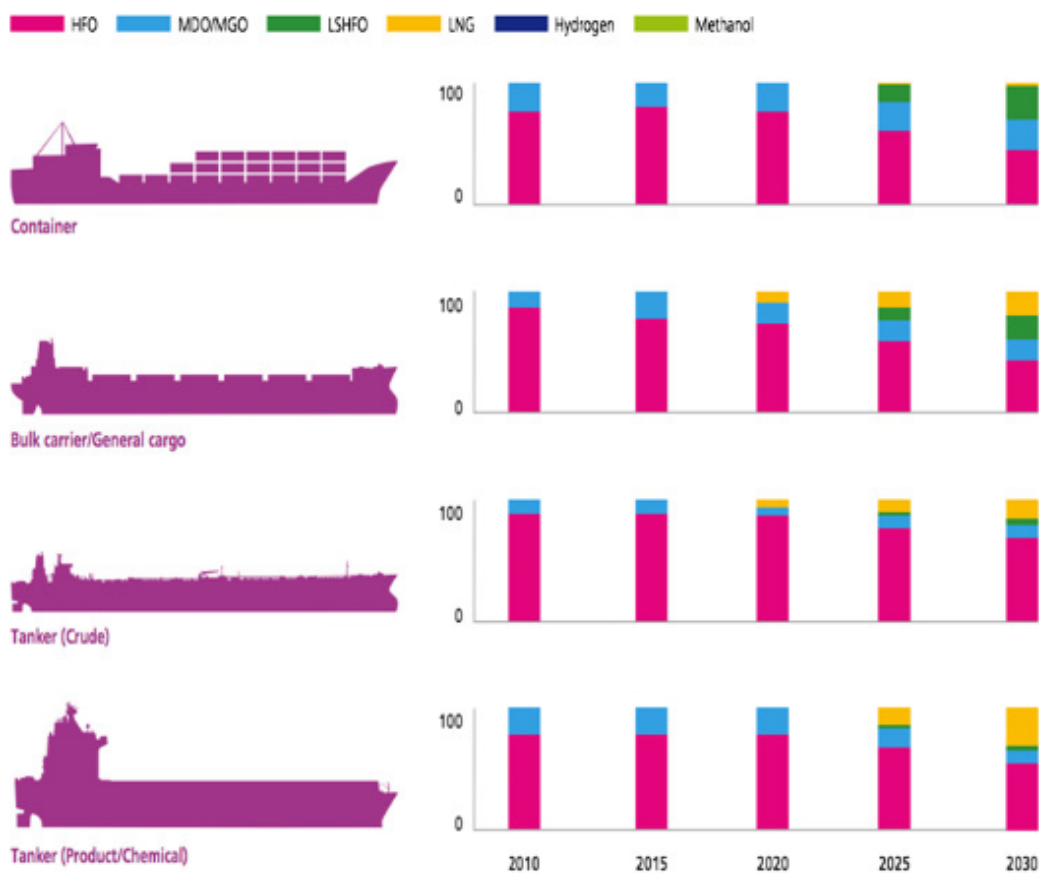 HFO MDO/MGO LSHFO LNG Hydrogen Methanol
100
0
Container
100
0
Bulk carrier/General cargo
100
0
Tanker (Crude)
100
0
Tanker (Product/Chemical)
2010 2015 2020 2025 2030